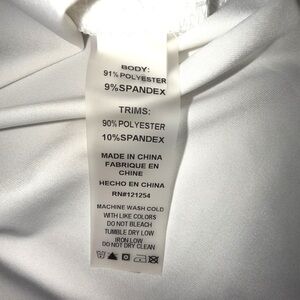 BODY:
91% POLYESTER
9%SPANDEX
TRIMS:
90% POLYESTER
10%SPANDEX
MADE IN CHINA
FABRIQUE EN
CHINE
HECHO EN CHINA
RN#121254
MACHINE WASH COLD
WITH LIKE COLORS
DO NOT BLEACH
TUMBLE DRY LOW
IRON LOW
DO NOT DRY CLEAN